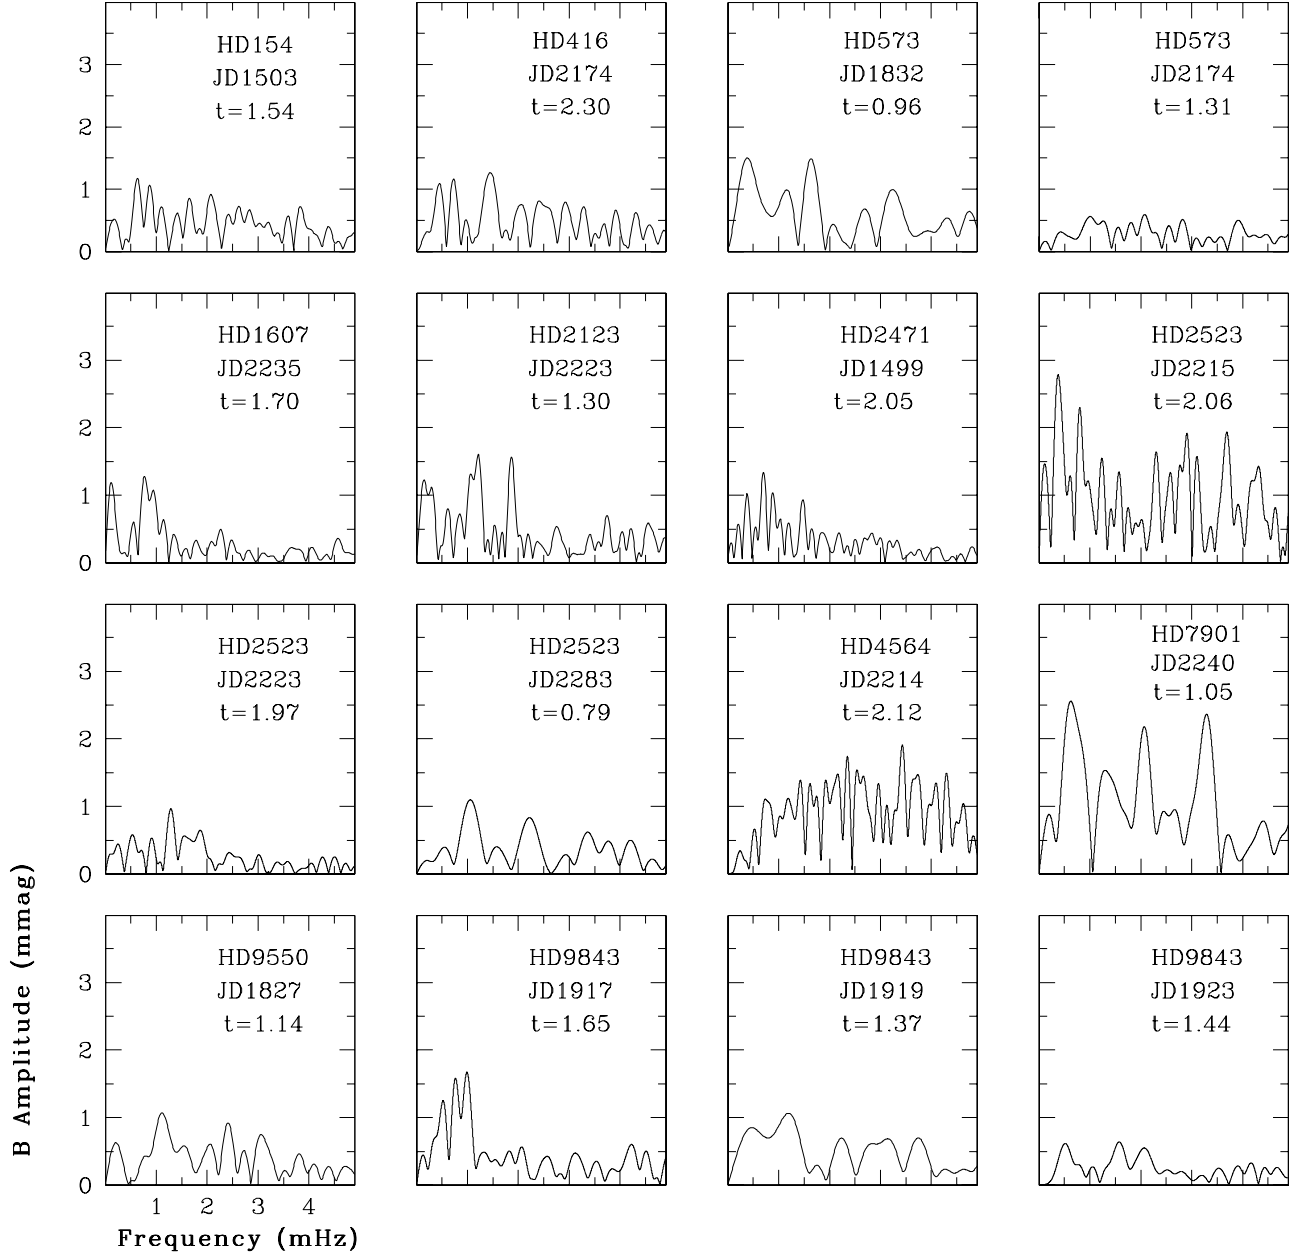 HD154
JD1503
t=1.54
HD416
JD2174
t=2.30
HD573
JD1832
t=0.96
HD573
JD2174
t=1.31
3
2
1
0
HD1607
JD2235
t=1.70
HD2123
JD2223
t=1.30
HD2471
JD1499
t=2.05
HD2523
JD2215
t=2.06
3
2
1
0
HD2523
JD2223
t=1.97
HD2523
JD2283
t=0.79
HD4564
JD2214
t=2.12
HD7901
JD2240
t=1.05
3
2
1
0
HD9550
JD1827
t=1.14
HD9843
JD1917
t=1.65
HD9843
JD1919
t=1.37
HD9843
JD1923
t=1.44
3
2
1
0
1 2 3 4
Frequency (mHz)
B Amplitude (mmag)